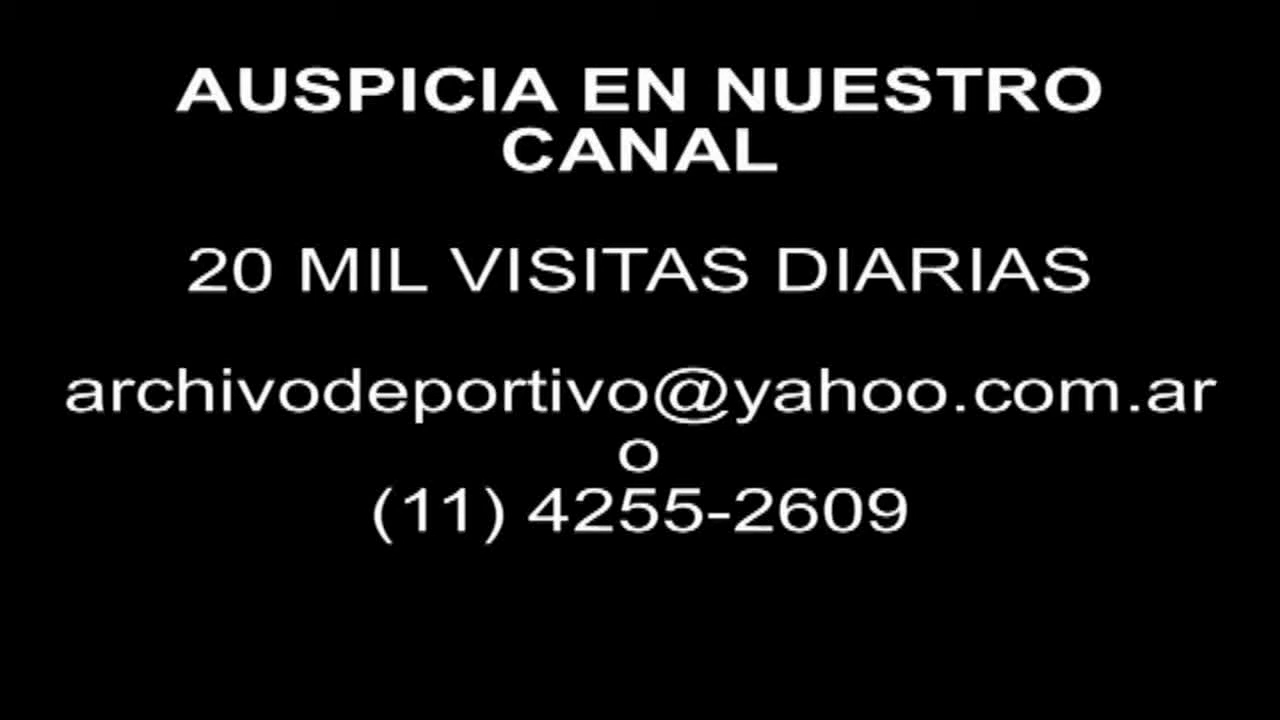 AUSPICIA EN NUESTRO
CANAL
20 MIL VISITAS DIARIAS
archivodeportivo@yahoo.com.ar
o
(11) 4255-2609